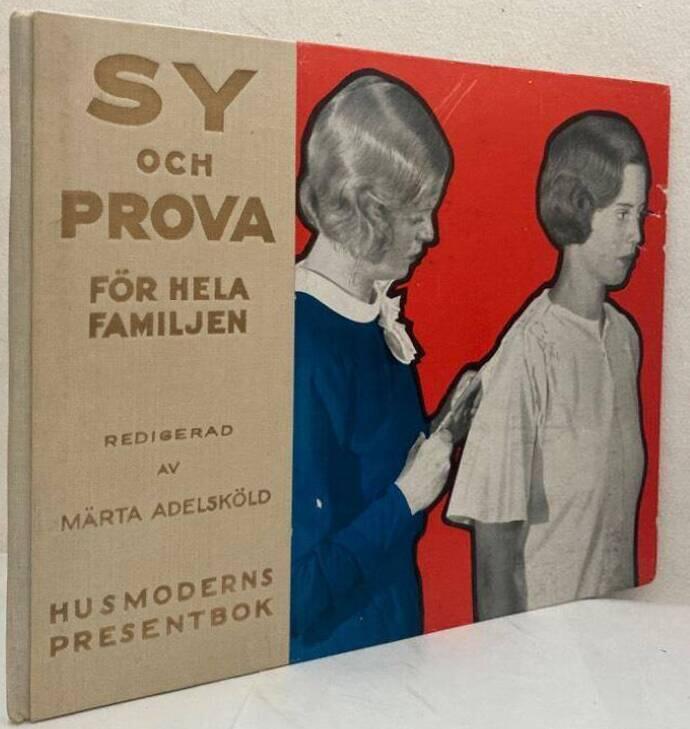 SY
OCH
PROVA
FÖR HELA
FAMILJEN
REDIGERAD
AV
MÄRTA ADELSKÖLD
HUSMODERNS
PRESENTBOK